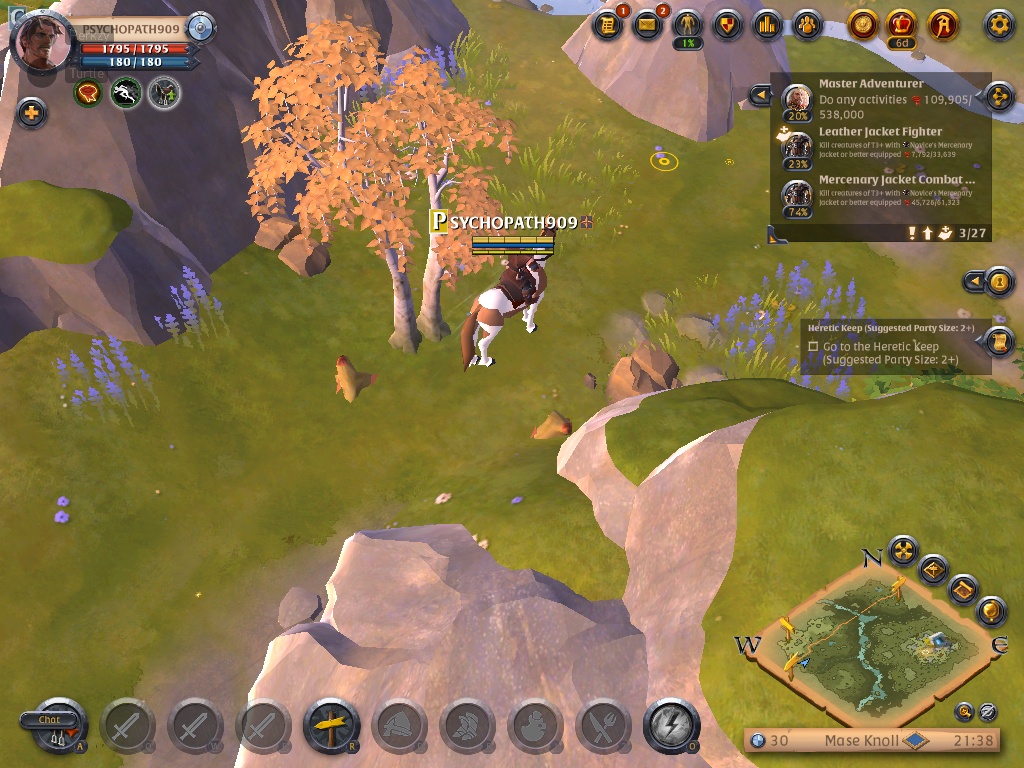 PSYCHOPATH909
1795 / 1795
180 / 180
Turtle
1
2
1%
6d
Master Adventurer
Do any activities 109,905/
538,000
20%
Leather Jacket Fighter
Kill creatures of T3+ with Novice's Mercenary
Jacket or better equipped 7,752/33,639
23%
Mercenary Jacket Combat ...
Kill creatures of T3+ with Novice's Mercenary
Jacket or better equipped 45,726/61,323
74%
3/27
P PSYCHOPATH909
Heretic Keep (Suggested Party Size: 2+)
Go to the Heretic Keep
(Suggested Party Size: 2+)
N
W
E
Chat
A
Q
W
R
O
30 Mase Knoll 21:38